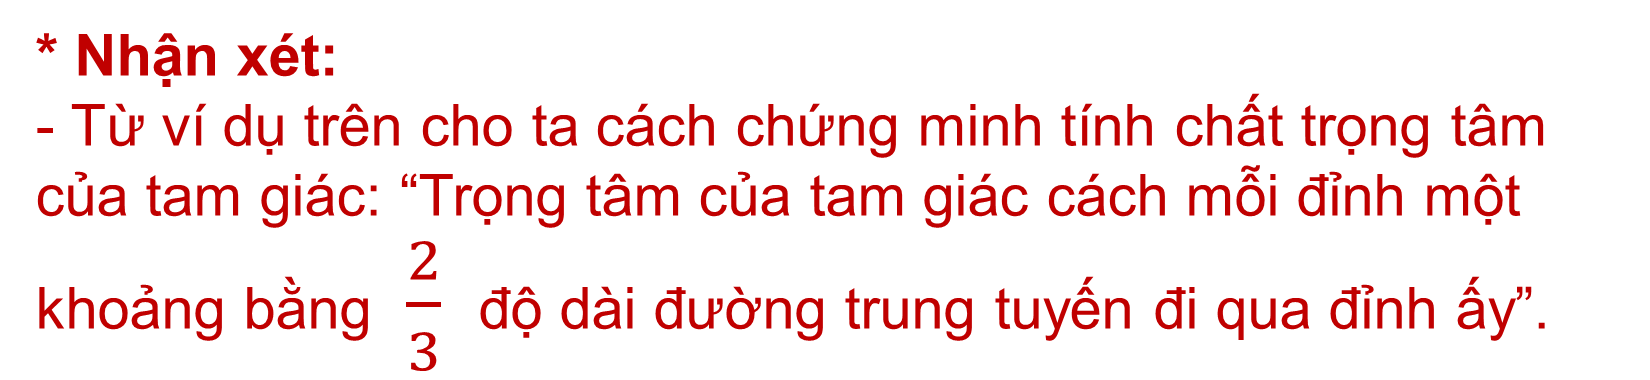 * Nhận xét:
- Từ ví dụ trên cho ta cách chứng minh tính chất trọng tâm
của tam giác: “Trọng tâm của tam giác cách mỗi đỉnh một
khoảng bằng 2/3 độ dài đường trung tuyến đi qua đỉnh ấy”.